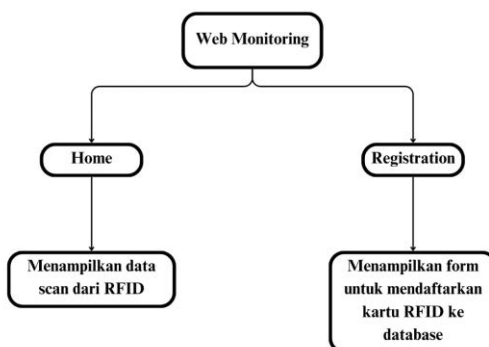 Web Monitoring
Home
Registration
Menampilkan data
scan dari RFID
Menampilkan form
untuk mendaftarkan
kartu RFID ke
database